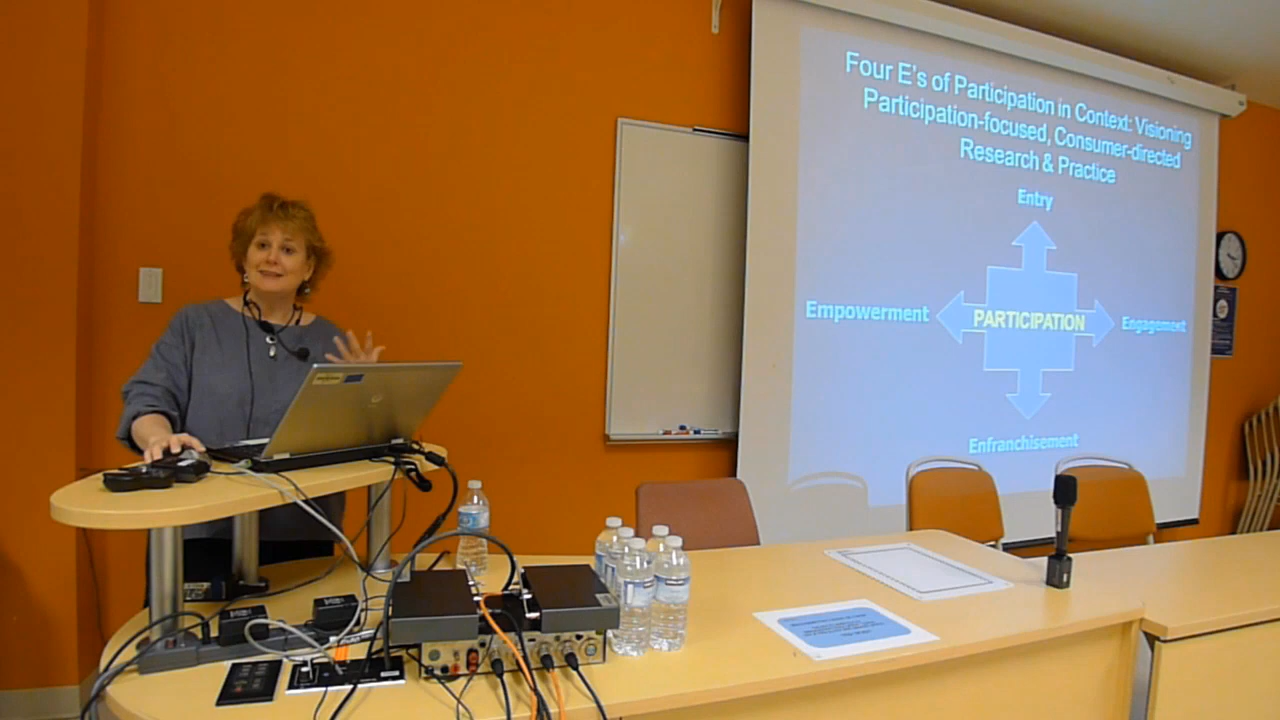 Four E's of Participation in Context: Visioning
Participation-focused, Consumer-directed
Research & Practice
Entry
Empowerment
PARTICIPATION
Engagement
Enfranchisement